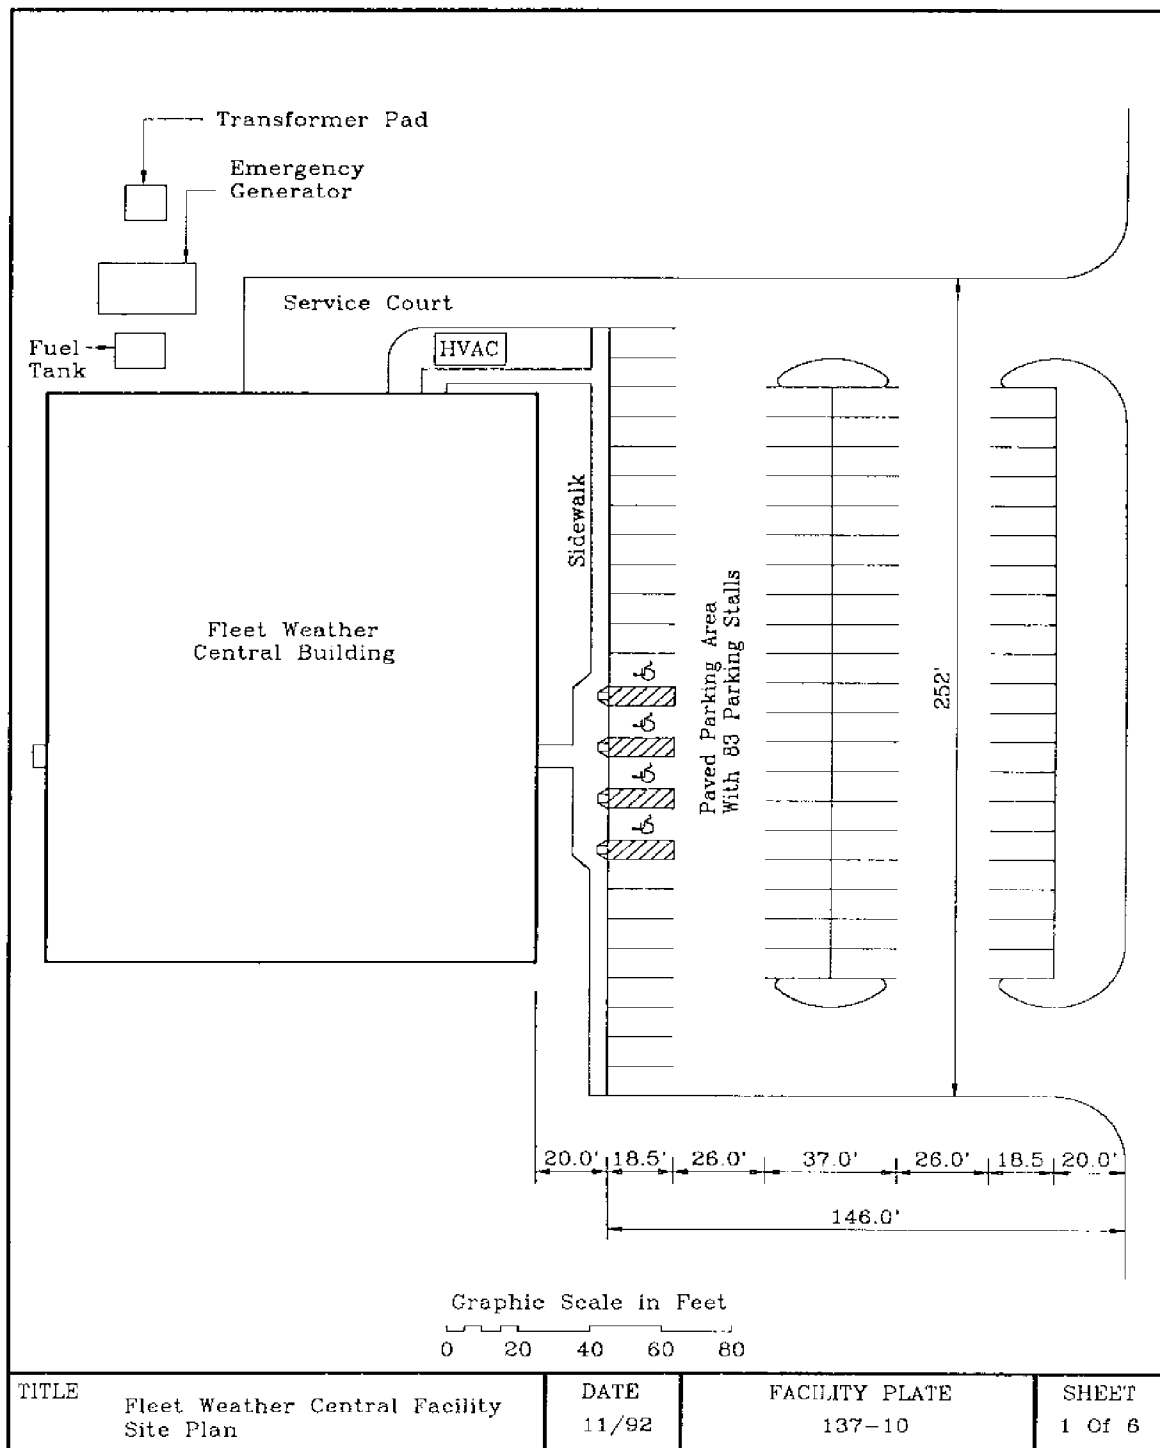 Transformer Pad
Emergency
Generator
Service Court
Fuel
Tank
HVAC
Sidewalk
Fleet Weather
Central Building
Paved Parking Area
With 83 Parking Stalls
252'
20.0' 18.5' 26.0' 37.0' 26.0' 18.5 20.0'
146.0'
Graphic Scale in Feet
0 20 40 60 80
TITLE
Fleet Weather Central Facility
Site Plan
DATE
11/92
FACILITY PLATE
137-10
SHEET
1 Of 6